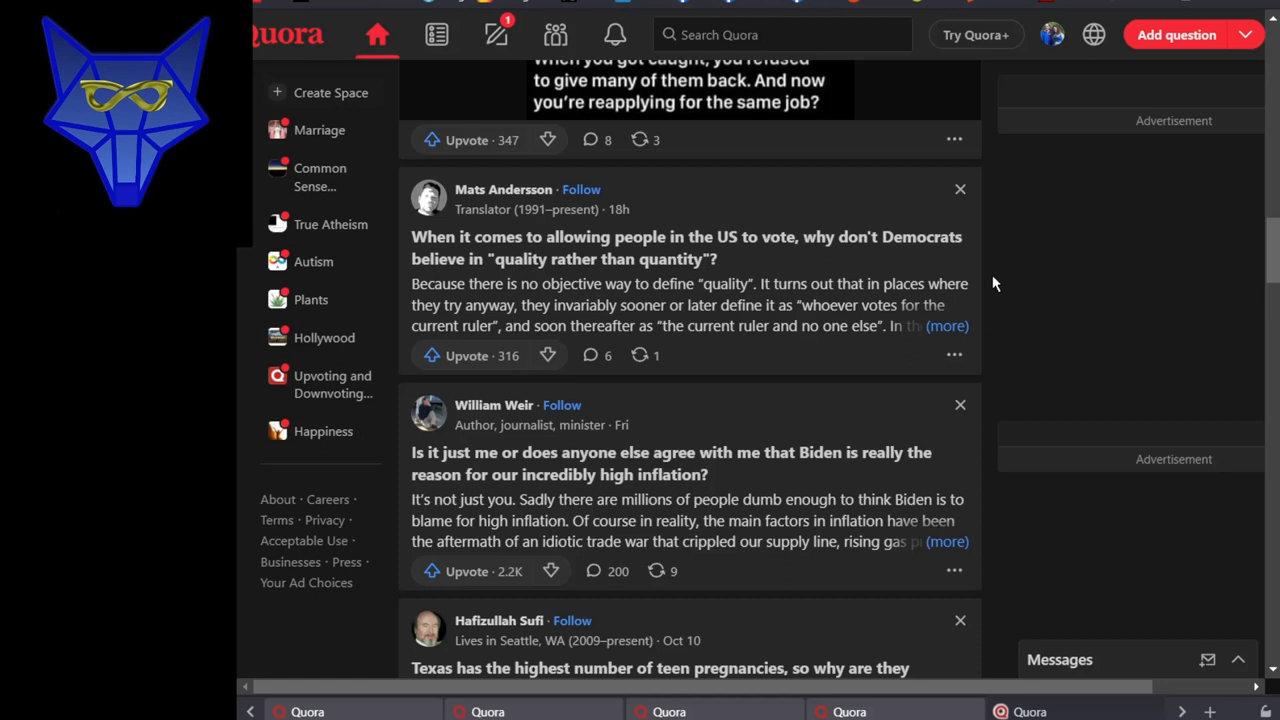 Quora
1
Search Quora
Try Quora+
Add question
When you got caught, you refused
to give many of them back. And now
you're reapplying for the same job?
Upvote · 347
8
3
Create Space
Marriage
Common
Sense...
True Atheism
Autism
Plants
Hollywood
Upvoting and
Downvoting...
Happiness
About · Careers ·
Terms · Privacy ·
Acceptable Use ·
Businesses · Press ·
Your Ad Choices
Mats Andersson · Follow
Translator (1991–present) · 18h
When it comes to allowing people in the US to vote, why don't Democrats
believe in "quality rather than quantity"?
Because there is no objective way to define “quality”. It turns out that in places where
they try anyway, they invariably sooner or later define it as “whoever votes for the
current ruler”, and soon thereafter as “the current ruler and no one else”. In (more)
Upvote · 316
6
1
William Weir · Follow
Author, journalist, minister · Fri
Is it just me or does anyone else agree with me that Biden is really the
reason for our incredibly high inflation?
It’s not just you. Sadly there are millions of people dumb enough to think Biden is to
blame for high inflation. Of course in reality, the main factors in inflation have been
the aftermath of an idiotic trade war that crippled our supply line, rising gas (more)
Upvote · 2.2K
200
9
Hafizullah Sufi · Follow
Lives in Seattle, WA (2009–present) · Oct 10
Texas has the highest number of teen pregnancies, so why are they
Advertisement
Advertisement
Messages
Quora
Quora
Quora
Quora
Quora